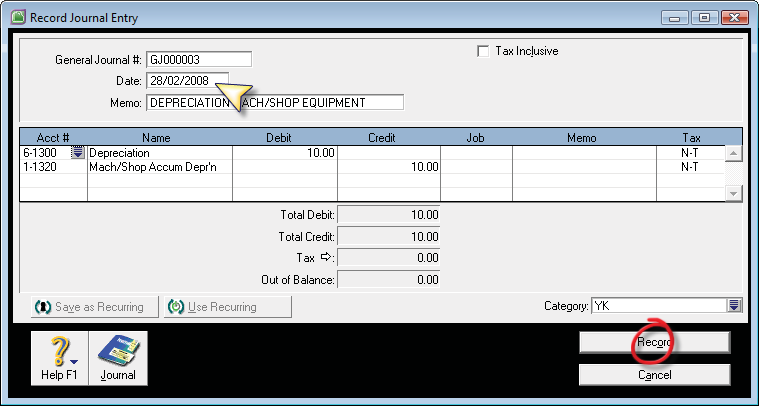 Record Journal Entry
General Journal #: GJ000003
Tax Inclusive
Date: 28/02/2008
Memo: DEPRECIATION ACH/SHOP EQUIPMENT
Acct # Name Debit Credit Job Memo Tax
6-1300 Depreciation 10.00 N-T
1-1320 Mach/Shop Accum Depr'n 10.00 N-T
Total Debit: 10.00
Total Credit: 10.00
Tax ⇨: 0.00
Out of Balance: 0.00
Save as Recurring Use Recurring Category: YK
Record
Help F1 Journal
Cancel